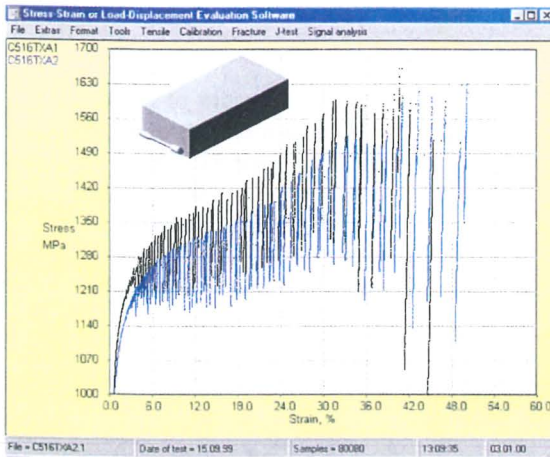 Stress-Strain or Load-Displacement Evaluation Software
File Extras Format Tools Tensile Calibration Fracture J-test Signal analysis
C516TXA1
C516TXA2
1700
1630
1560
1490
1420
1350
Stress
MPa
1280
1210
1140
1070
1000
0.0 6.0 12.0 18.0 24.0 30.0 36.0 42.0 48.0 54.0 60.0
Strain, %
File = C516TXA2.1 Date of test = 15.09.99 Samples = 80080 13:09:35 03.01.00